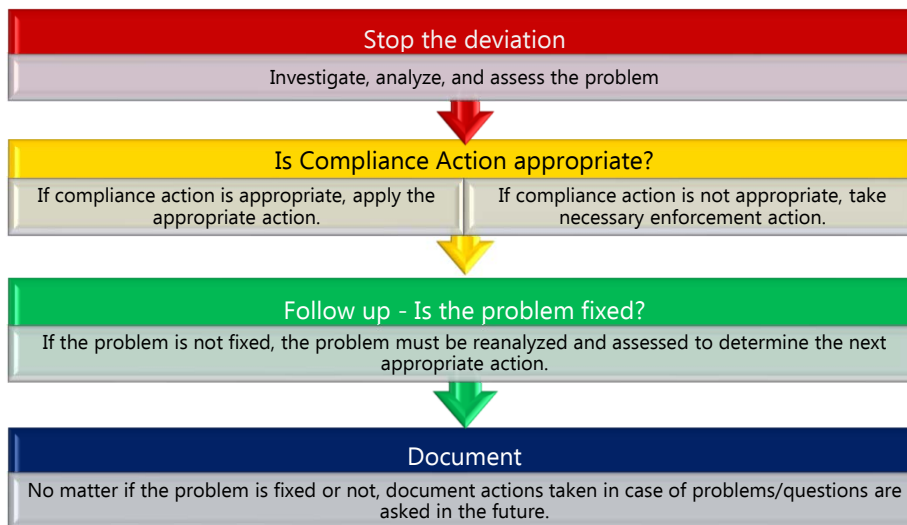 Stop the deviation
Investigate, analyze, and assess the problem
Is Compliance Action appropriate?
If compliance action is appropriate, apply the
appropriate action.
If compliance action is not appropriate, take
necessary enforcement action.
Follow up - Is the problem fixed?
If the problem is not fixed, the problem must be reanalyzed and assessed to determine the next
appropriate action.
Document
No matter if the problem is fixed or not, document actions taken in case of problems/questions are
asked in the future.